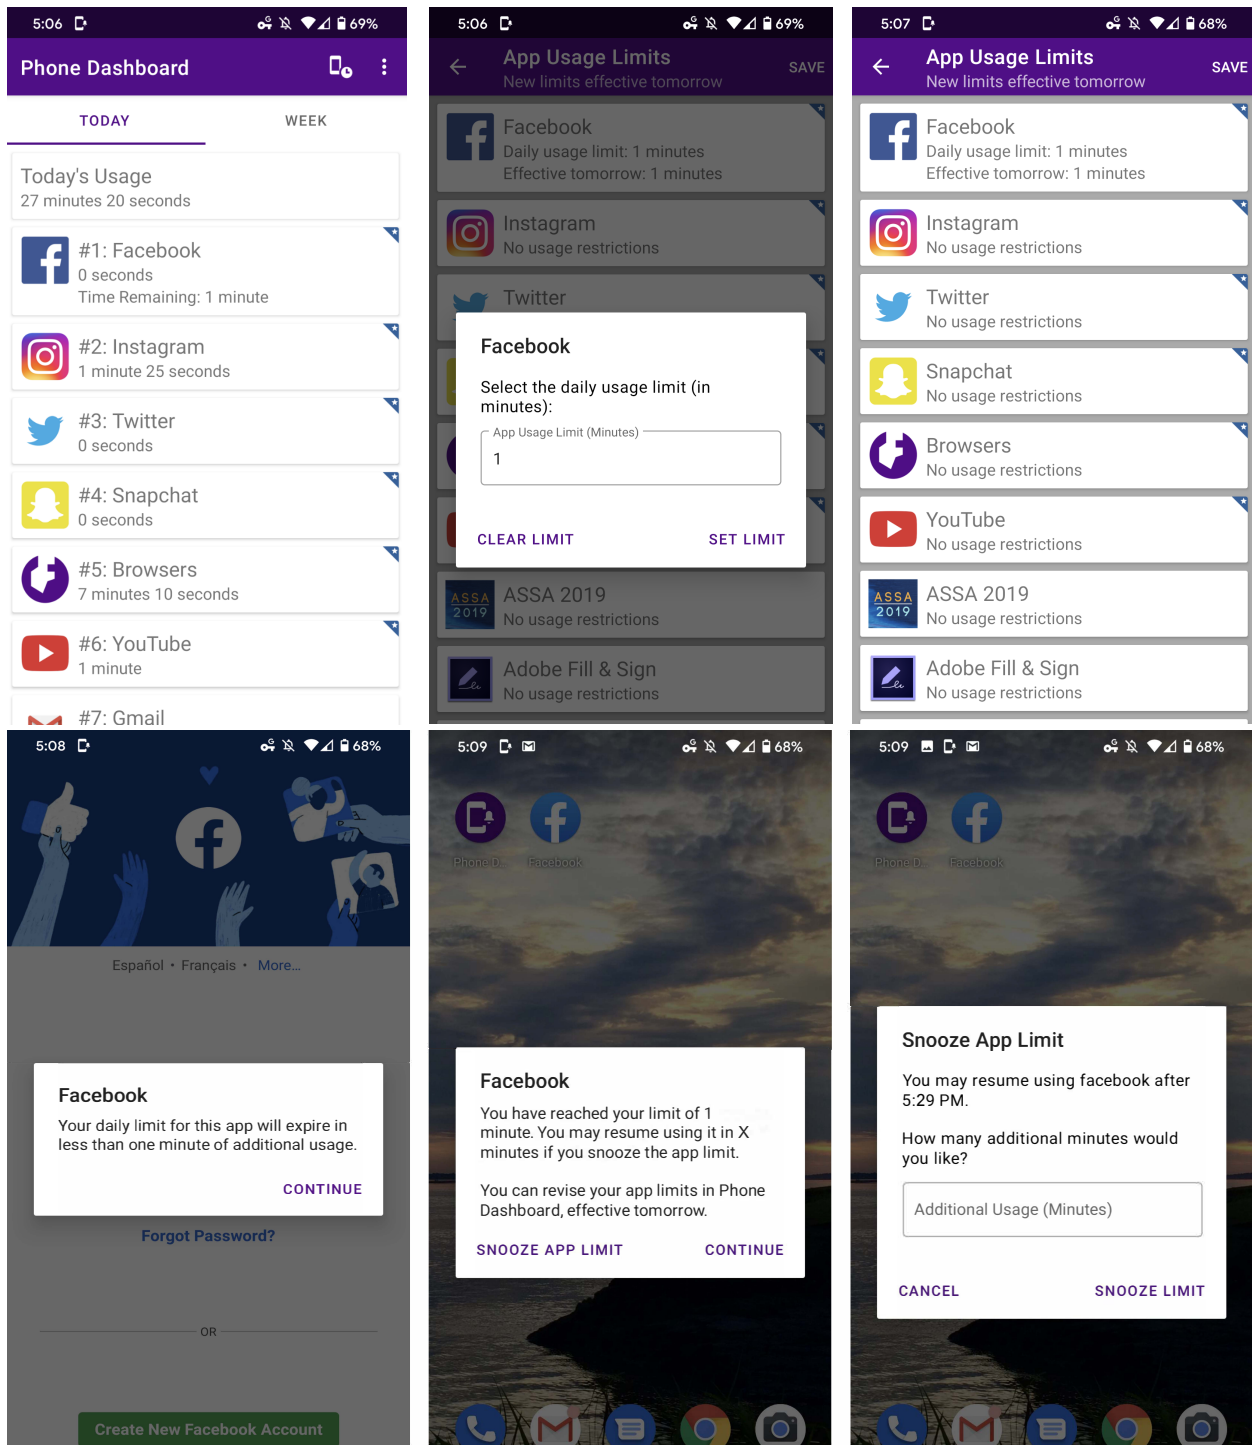 5:06
69%
Phone Dashboard
TODAY
WEEK
Today's Usage
27 minutes 20 seconds
#1: Facebook
0 seconds
Time Remaining: 1 minute
#2: Instagram
1 minute 25 seconds
#3: Twitter
0 seconds
#4: Snapchat
0 seconds
#5: Browsers
7 minutes 10 seconds
#6: YouTube
1 minute
#7: Gmail
5:06
69%
App Usage Limits
New limits effective tomorrow
SAVE
Facebook
Daily usage limit: 1 minutes
Effective tomorrow: 1 minutes
Instagram
No usage restrictions
Twitter
Facebook
Select the daily usage limit (in
minutes):
App Usage Limit (Minutes)
1
CLEAR LIMIT
SET LIMIT
ASSA
2019
ASSA 2019
No usage restrictions
Adobe Fill & Sign
No usage restrictions
5:07
68%
App Usage Limits
New limits effective tomorrow
SAVE
Facebook
Daily usage limit: 1 minutes
Effective tomorrow: 1 minutes
Instagram
No usage restrictions
Twitter
No usage restrictions
Snapchat
No usage restrictions
Browsers
No usage restrictions
YouTube
No usage restrictions
ASSA
2019
ASSA 2019
No usage restrictions
Adobe Fill & Sign
No usage restrictions
5:08
68%
Español • Français • More...
Facebook
Your daily limit for this app will expire in
less than one minute of additional usage.
CONTINUE
Forgot Password?
OR
Create New Facebook Account
5:09
68%
Phone D...
Facebook
Facebook
You have reached your limit of 1
minute. You may resume using it in X
minutes if you snooze the app limit.
You can revise your app limits in Phone
Dashboard, effective tomorrow.
SNOOZE APP LIMIT
CONTINUE
5:09
68%
Phone D...
Facebook
Snooze App Limit
You may resume using facebook after
5:29 PM.
How many additional minutes would
you like?
Additional Usage (Minutes)
CANCEL
SNOOZE LIMIT